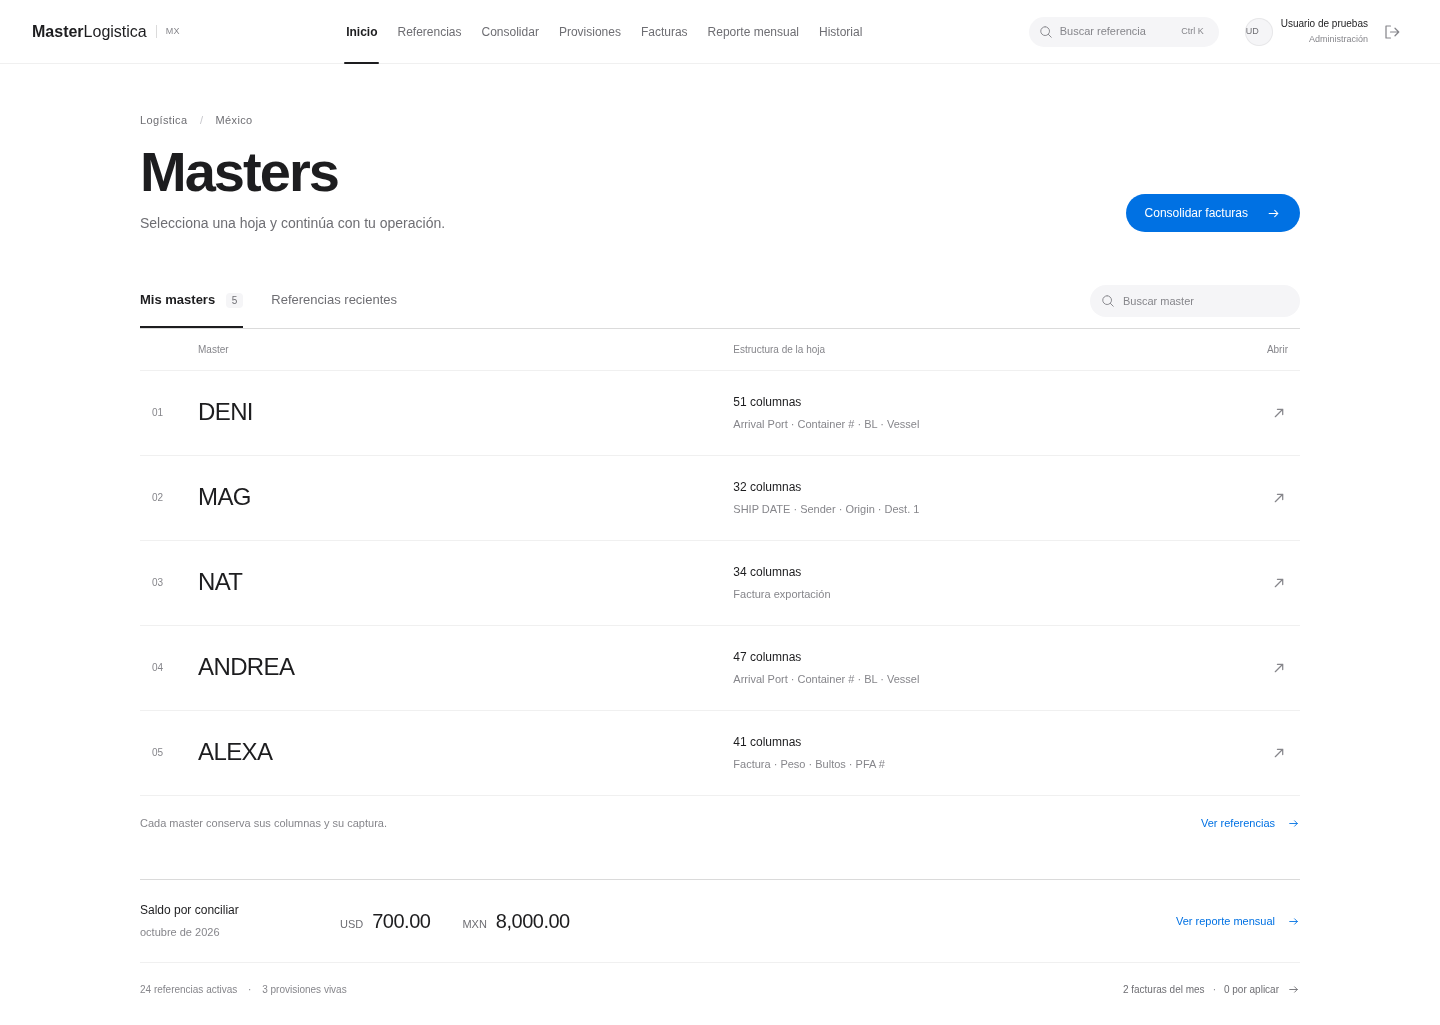 MasterLogistica MX
Inicio Referencias Consolidar Provisiones Facturas Reporte mensual Historial
Buscar referencia Ctrl K
UD Usuario de pruebas
Administración
Logística / México
Masters
Selecciona una hoja y continúa con tu operación.
Consolidar facturas →
Mis masters 5 Referencias recientes
Buscar master
Master Estructura de la hoja Abrir
01 DENI 51 columnas
Arrival Port · Container # · BL · Vessel
02 MAG 32 columnas
SHIP DATE · Sender · Origin · Dest. 1
03 NAT 34 columnas
Factura exportación
04 ANDREA 47 columnas
Arrival Port · Container # · BL · Vessel
05 ALEXA 41 columnas
Factura · Peso · Bultos · PFA #
Cada master conserva sus columnas y su captura. Ver referencias →
Saldo por conciliar
octubre de 2026
USD 700.00 MXN 8,000.00
Ver reporte mensual →
24 referencias activas · 3 provisiones vivas 2 facturas del mes · 0 por aplicar →